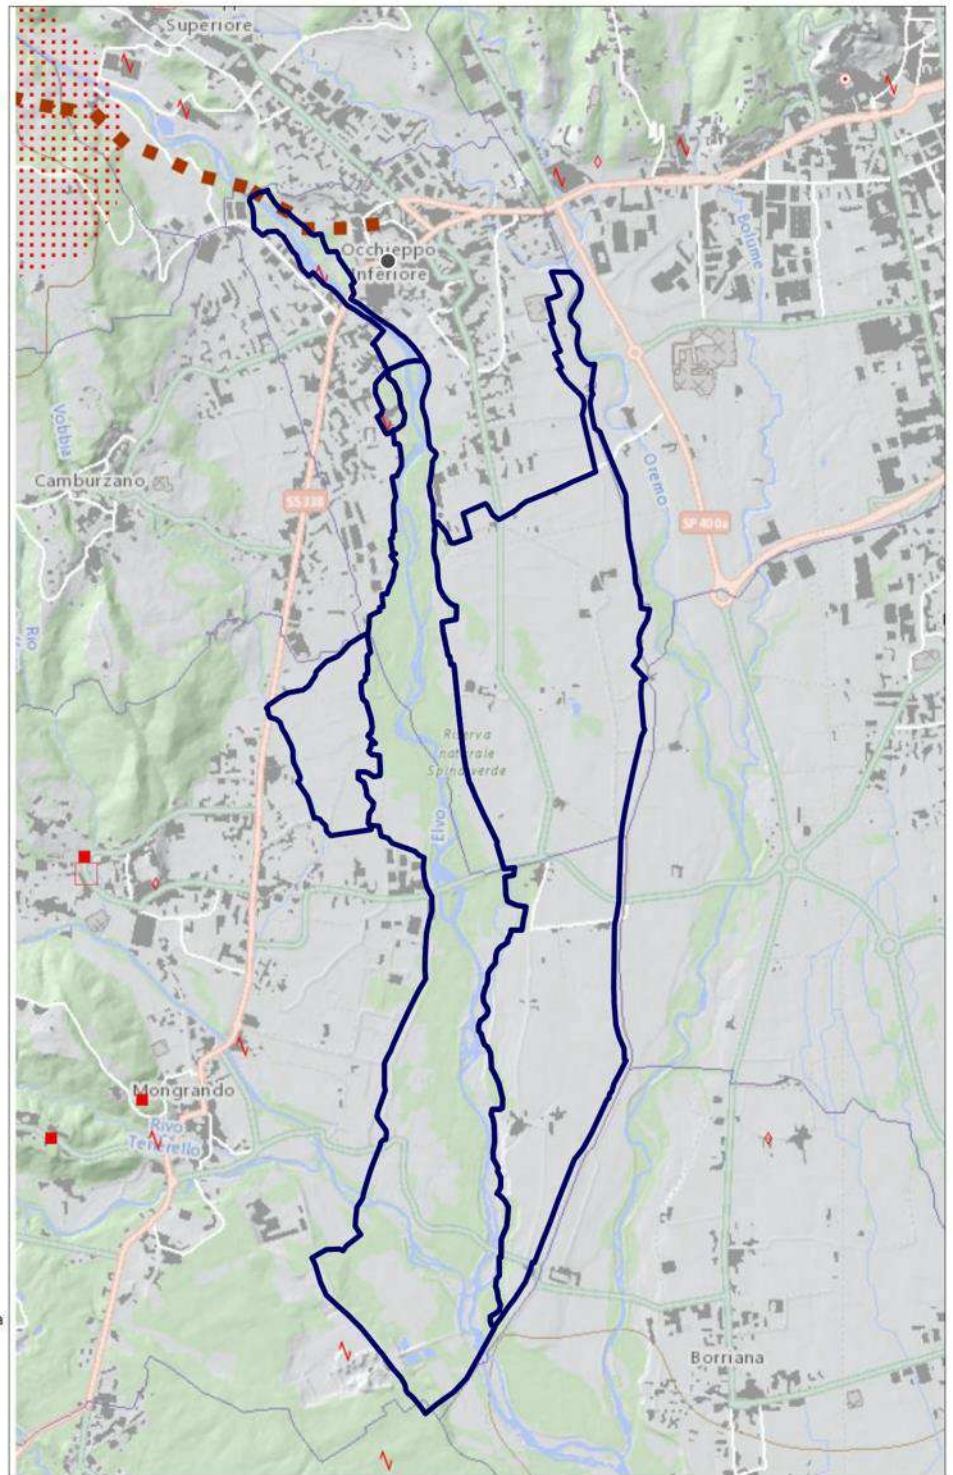 Superiore
Bolume
Occhieppo
Inferiore
Vobbia
Oremo
Camburzano
SS338
SP400a
Rio
Riserva
naturale
Spina verde
Elvo
Mongrando
Rivo
Tenerello
a
Borriana